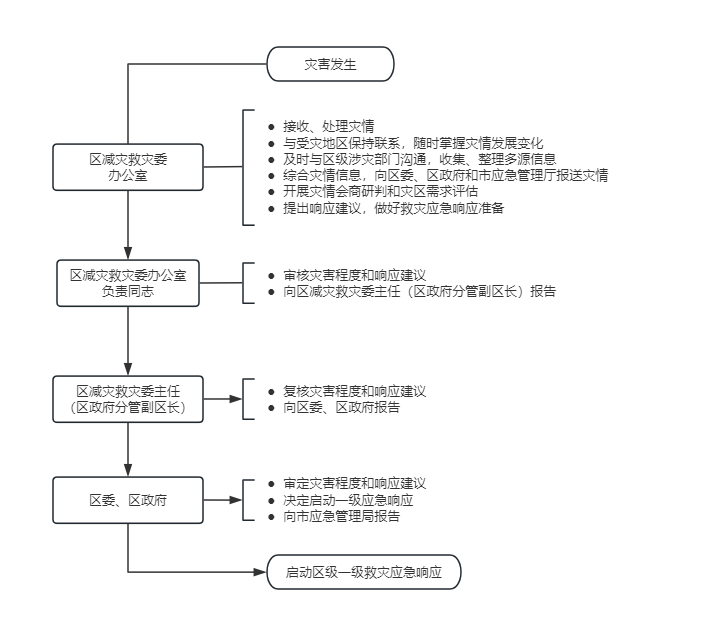 灾害发生
区减灾救灾委
办公室
● 接收、处理灾情
● 与受灾地区保持联系，随时掌握灾情发展变化
● 及时与区级涉灾部门沟通，收集、整理多源信息
● 综合灾情信息，向区委、区政府和市应急管理厅报送灾情
● 开展灾情会商研判和灾区需求评估
● 提出响应建议，做好救灾应急响应准备
区减灾救灾委办公室
负责同志
● 审核灾害程度和响应建议
● 向区减灾救灾委主任（区政府分管副区长）报告
区减灾救灾委主任
（区政府分管副区长）
● 复核灾害程度和响应建议
● 向区委、区政府报告
区委、区政府
● 审定灾害程度和响应建议
● 决定启动一级应急响应
● 向市应急管理局报告
启动区级一级救灾应急响应